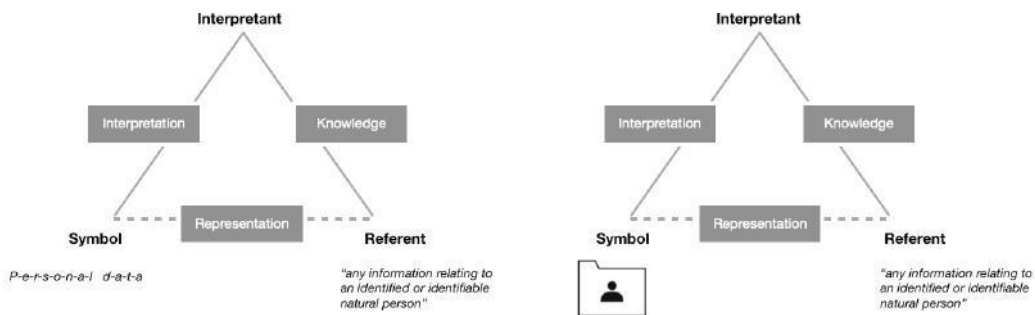 Interpretant
Interpretation
Knowledge
Representation
Symbol
Referent
P-e-r-s-o-n-a-l d-a-t-a
"any information relating to
an identified or identifiable
natural person"
Interpretant
Interpretation
Knowledge
Representation
Symbol
Referent
"any information relating to
an identified or identifiable
natural person"